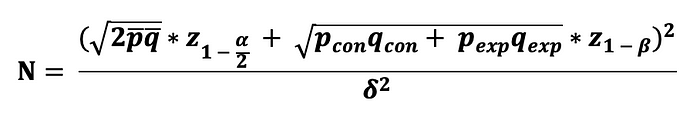 N = (√(2p̅q̅) * z_{1 − α/2} + √(p_{con}q_{con} + p_{exp}q_{exp}) * z_{1 − β})² / δ²